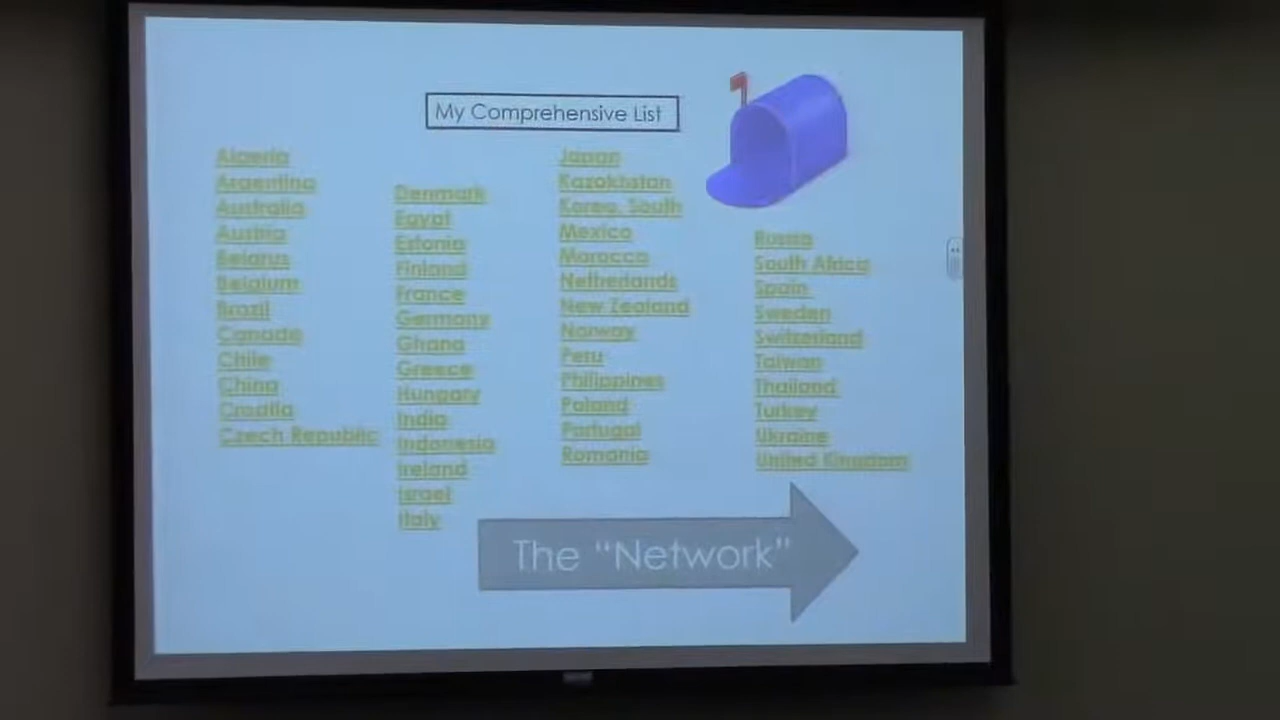 My Comprehensive List
Algeria
Argentina
Australia
Austria
Belarus
Belgium
Brazil
Canada
Chile
China
Croatia
Czech Republic
Denmark
Egypt
Estonia
Finland
France
Germany
Ghana
Greece
Hungary
India
Indonesia
Ireland
Israel
Italy
Japan
Kazakhstan
Korea, South
Mexico
Morocco
Netherlands
New Zealand
Norway
Peru
Philippines
Poland
Portugal
Romania
Russia
South Africa
Spain
Sweden
Switzerland
Taiwan
Thailand
Turkey
Ukraine
United Kingdom
The “Network”